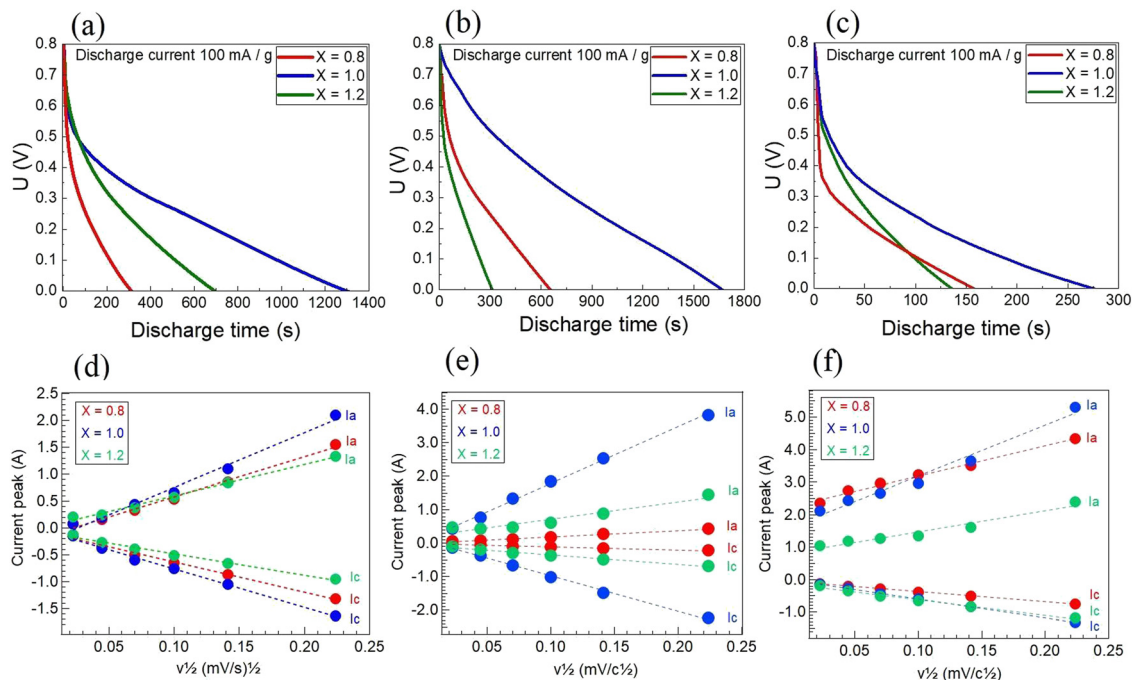 (a)
Discharge current 100 mA / g
X = 0.8
X = 1.0
X = 1.2
0.8
0.7
0.6
0.5
0.4
0.3
0.2
0.1
0.0
U (V)
0 200 400 600 800 1000 1200 1400
Discharge time (s)
(b)
Discharge current 100 mA / g
X = 0.8
X = 1.0
X = 1.2
0.8
0.7
0.6
0.5
0.4
0.3
0.2
0.1
0.0
U (V)
0 300 600 900 1200 1500 1800
Discharge time (s)
(c)
Discharge current 100 mA / g
X = 0.8
X = 1.0
X = 1.2
0.8
0.7
0.6
0.5
0.4
0.3
0.2
0.1
0.0
U (V)
0 50 100 150 200 250 300
Discharge time (s)
(d)
X = 0.8
X = 1.0
X = 1.2
2.5
2.0
1.5
1.0
0.5
0.0
-0.5
-1.0
-1.5
Current peak (A)
Ia
Ia
Ia
Ic
Ic
Ic
0.05 0.10 0.15 0.20 0.25
v½ (mV/s)½
(e)
X = 0.8
X = 1.0
X = 1.2
4.0
3.0
2.0
1.0
0.0
-1.0
-2.0
Current peak (A)
Ia
Ia
Ia
Ic
Ic
Ic
0.05 0.10 0.15 0.20 0.25
v½ (mV/c½)
(f)
X = 0.8
X = 1.0
X = 1.2
5.0
4.0
3.0
2.0
1.0
0.0
-1.0
Current peak (A)
Ia
Ia
Ia
Ic
Ic
Ic
0.05 0.10 0.15 0.20 0.25
v½ (mV/c½)